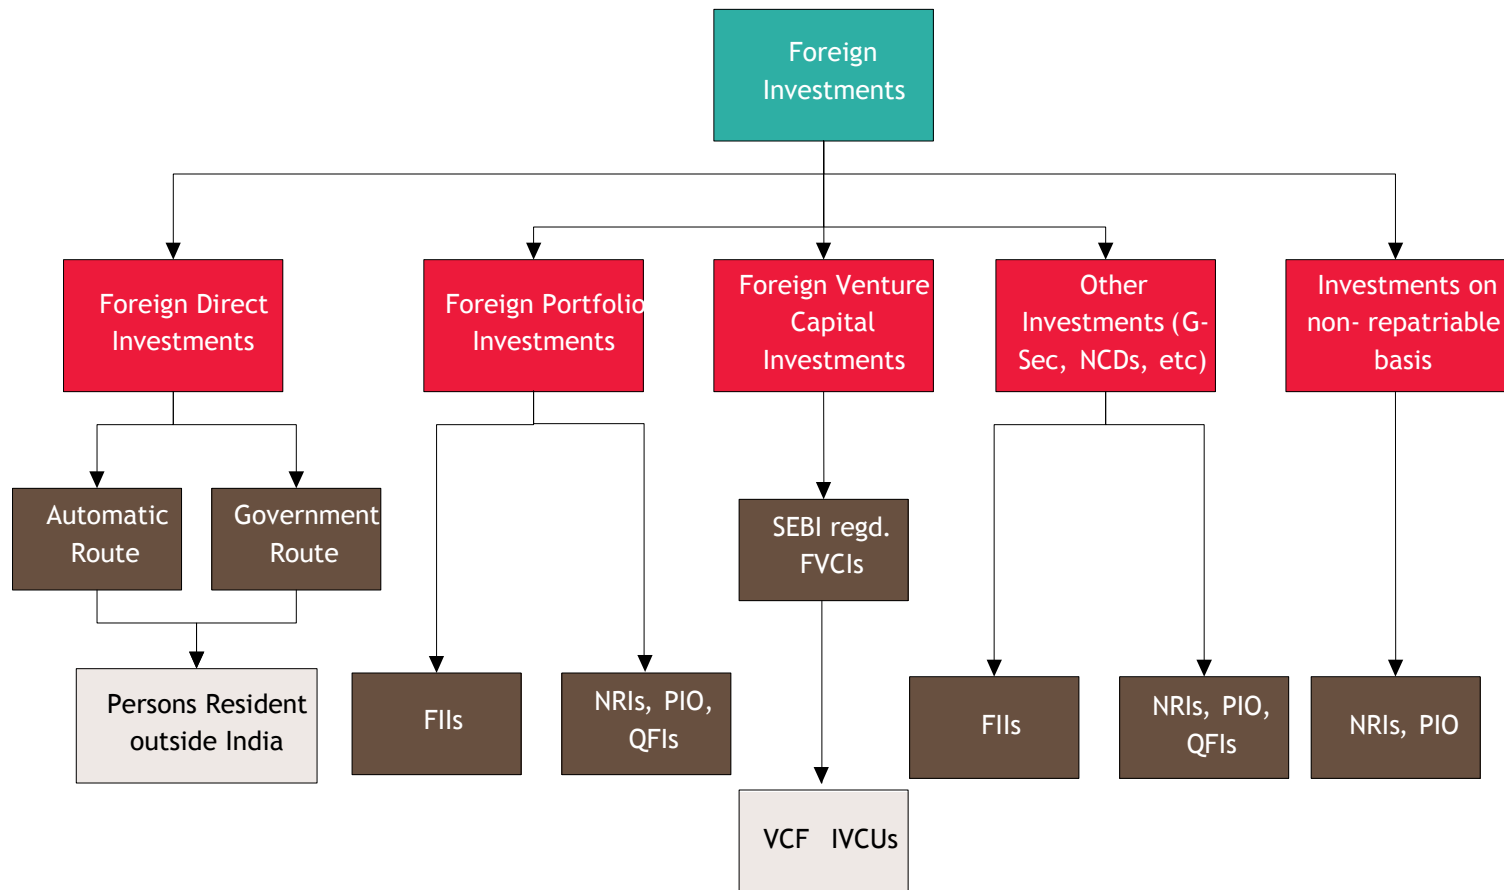 Foreign
Investments
Foreign Direct
Investments
Foreign Portfolio
Investments
Foreign Venture
Capital
Investments
Other
Investments (G-
Sec, NCDs, etc)
Investments on
non- repatriable
basis
Automatic
Route
Government
Route
SEBI regd.
FVCIs
Persons Resident
outside India
FIIs
NRIs, PIO,
QFIs
FIIs
NRIs, PIO,
QFIs
NRIs, PIO
VCF IVCUs